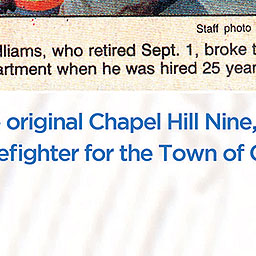 Staff photo
lliams, who retired Sept. 1, broke t
artment when he was hired 25 year
original Chapel Hill Nine,
efighter for the Town of